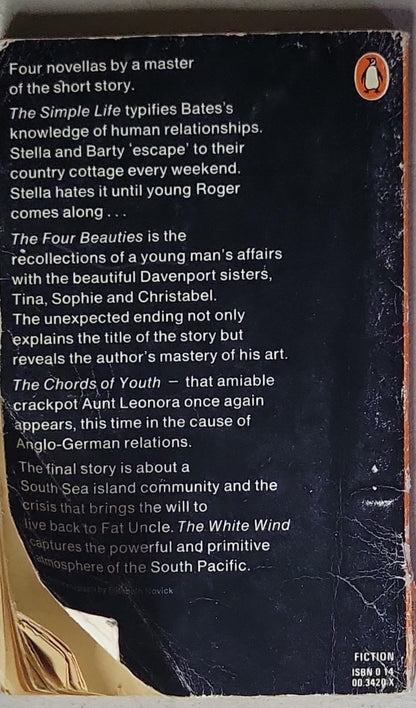 Four novellas by a master
of the short story.
The Simple Life typifies Bates's
knowledge of human relationships.
Stella and Barty 'escape' to their
country cottage every weekend.
Stella hates it until young Roger
comes along . . .
The Four Beauties is the
recollections of a young man's affairs
with the beautiful Davenport sisters,
Tina, Sophie and Christabel.
The unexpected ending not only
explains the title of the story but
reveals the author's mastery of his art.
The Chords of Youth – that amiable
crackpot Aunt Leonora once again
appears, this time in the cause of
Anglo-German relations.
The final story is about a
South Sea island community and the
crisis that brings the will to
live back to Fat Uncle. The White Wind
captures the powerful and primitive
atmosphere of the South Pacific.
by Elizabeth Novick
FICTION
ISBN 0 14
00.3420 X